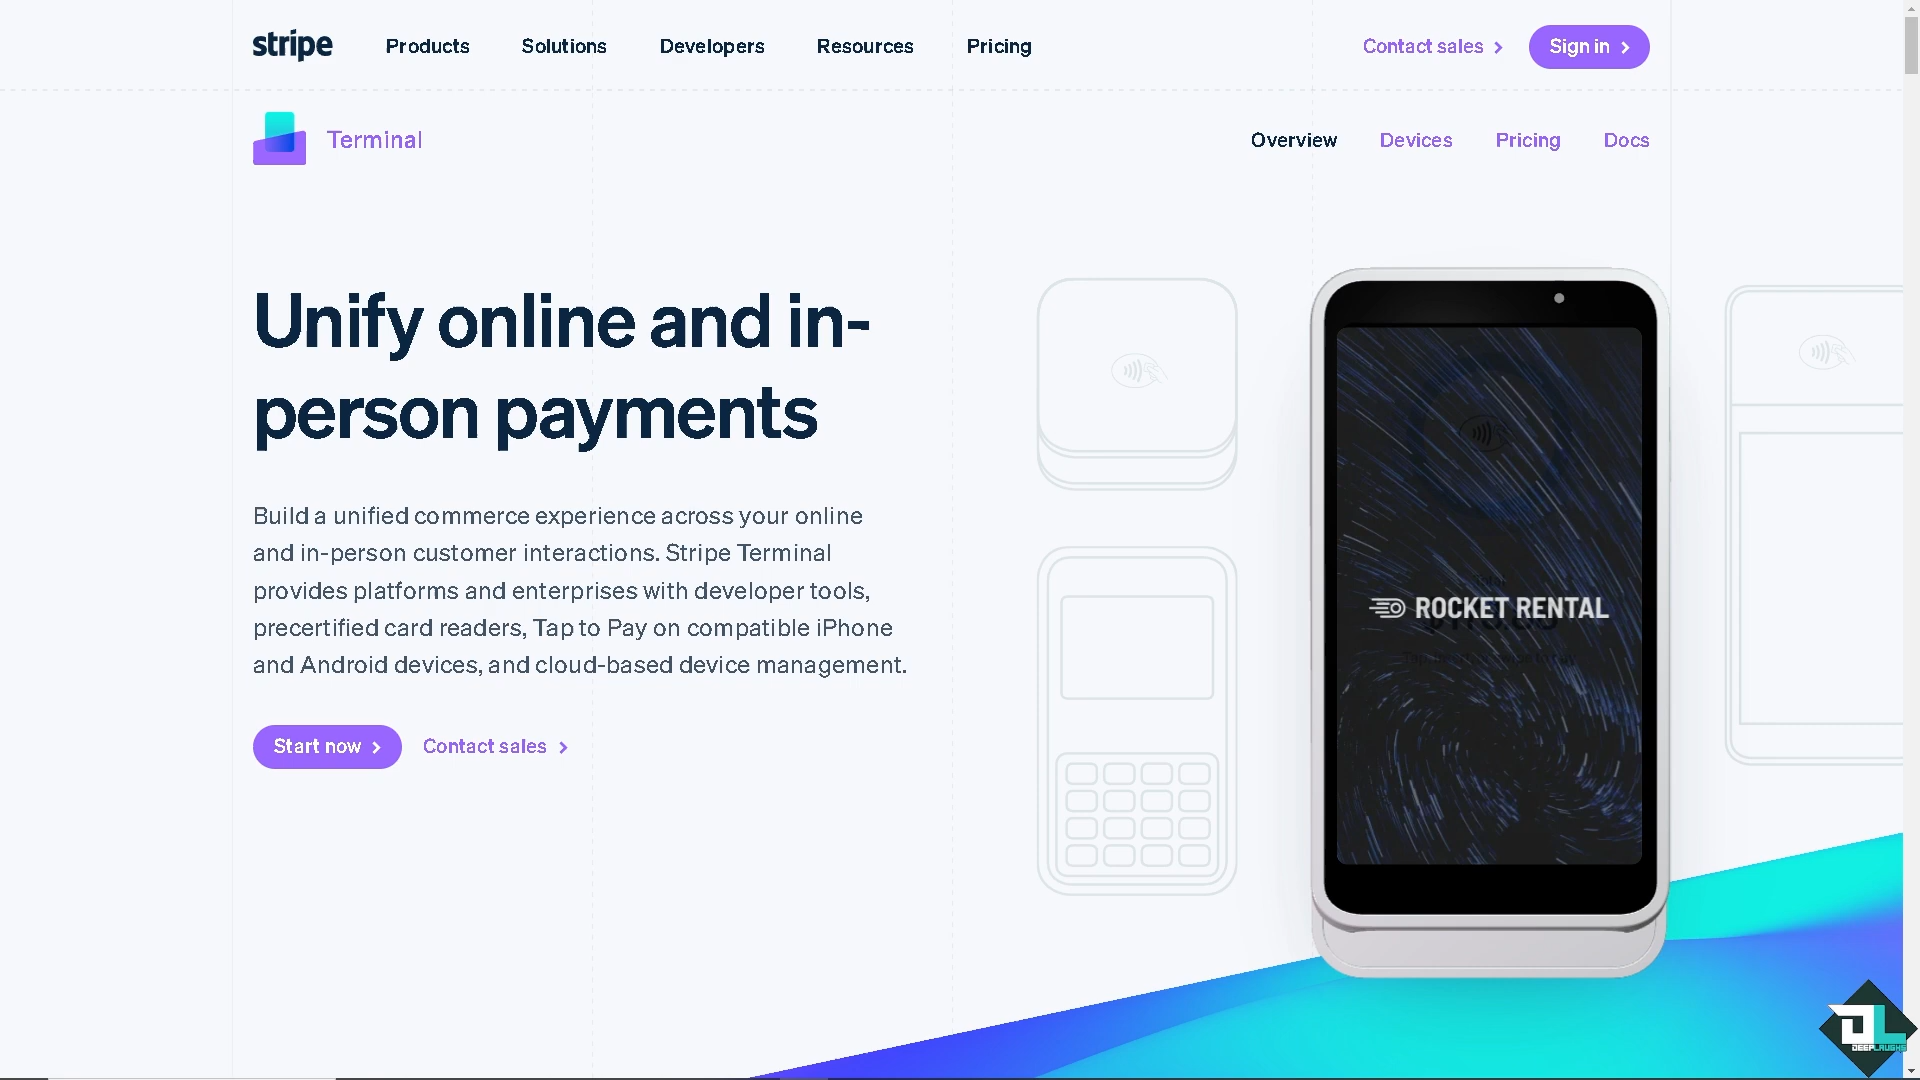 stripe
Products
Solutions
Developers
Resources
Pricing
Contact sales
Sign in
Terminal
Overview
Devices
Pricing
Docs
Unify online and in-
person payments
Build a unified commerce experience across your online
and in-person customer interactions. Stripe Terminal
provides platforms and enterprises with developer tools,
precertified card readers, Tap to Pay on compatible iPhone
and Android devices, and cloud-based device management.
Start now
Contact sales
ROCKET RENTAL
DL
DEEPLAUGHS